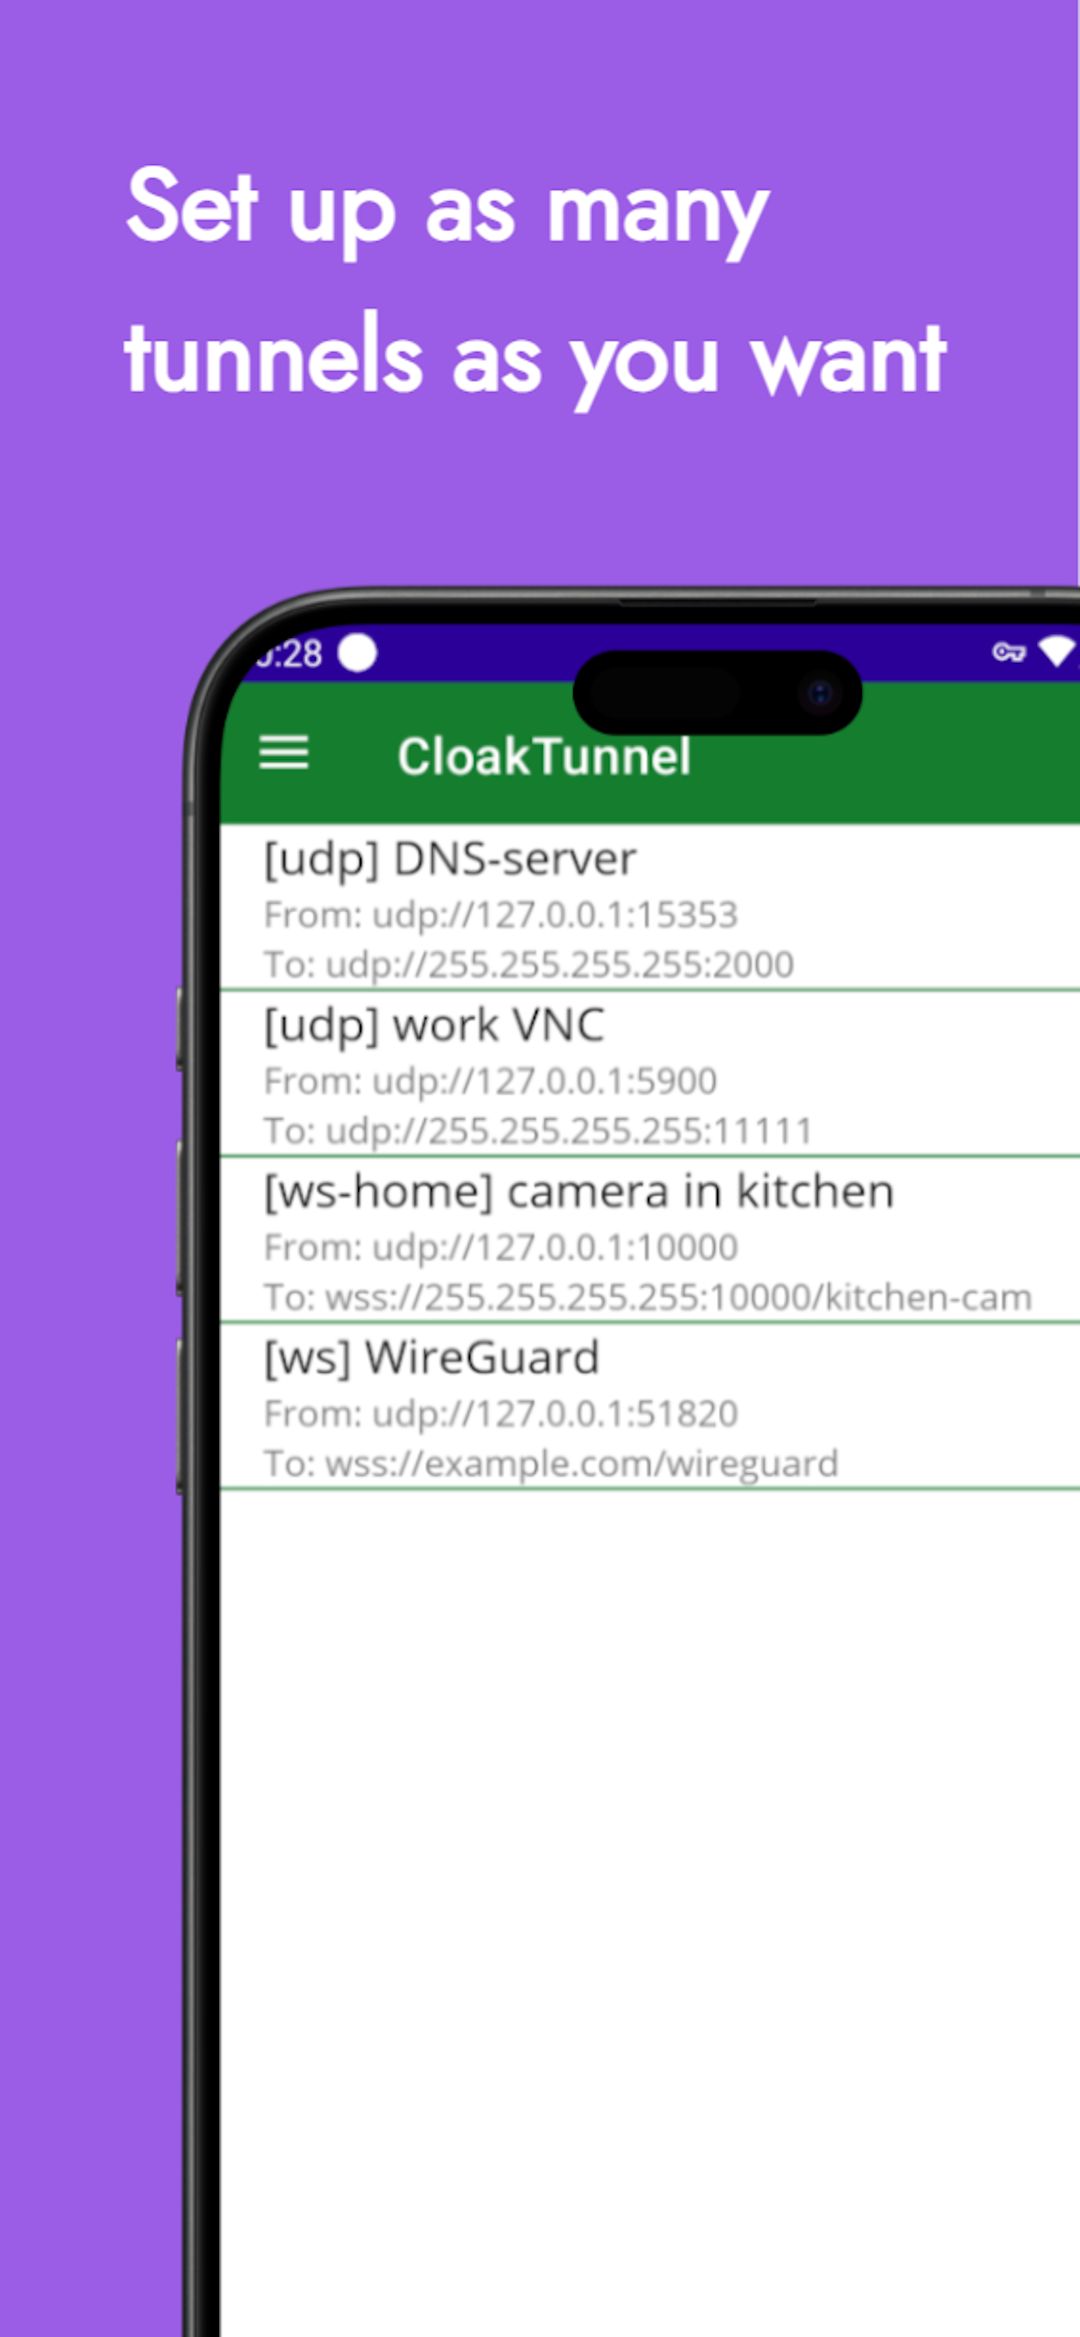 Set up as many
tunnels as you want
:28
CloakTunnel
[udp] DNS-server
From: udp://127.0.0.1:15353
To: udp://255.255.255.255:2000
[udp] work VNC
From: udp://127.0.0.1:5900
To: udp://255.255.255.255:11111
[ws-home] camera in kitchen
From: udp://127.0.0.1:10000
To: wss://255.255.255.255:10000/kitchen-cam
[ws] WireGuard
From: udp://127.0.0.1:51820
To: wss://example.com/wireguard